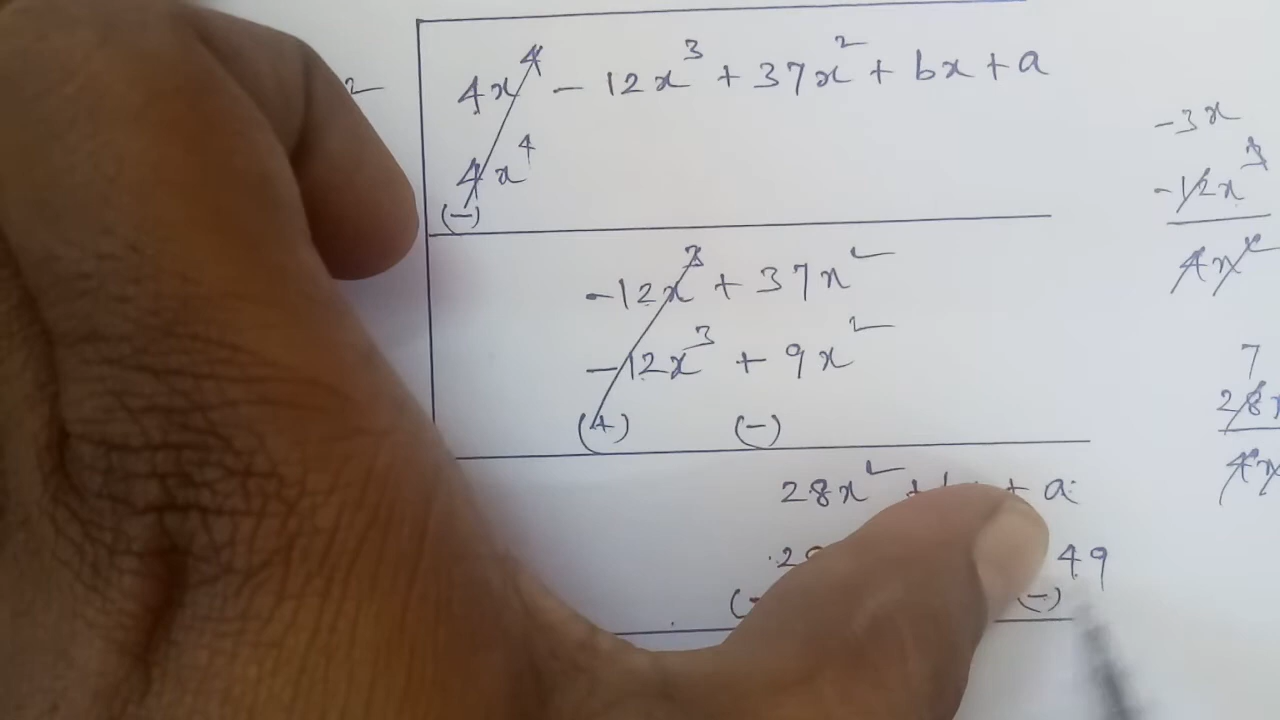 4x⁴ - 12x³ + 37x² + bx + a
4x⁴
(-)
-12x³ + 37x²
-12x³ + 9x²
(+) (-)
28x² + + a
49
(-)
-3x
-12x³
4x²
7
28x
4x